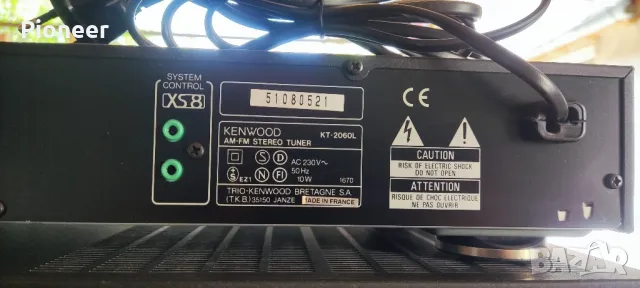 Pioneer
SYSTEM
CONTROL
XS8
51080521
KENWOOD KT-2060L
AM-FM STEREO TUNER
S D AC 230V~
50Hz
S EZ1 N FI 10W 1670
TRIO-KENWOOD BRETAGNE S.A.
(T.K.B.) 35150 JANZE MADE IN FRANCE
CE
CAUTION
RISK OF ELECTRIC SHOCK
DO NOT OPEN
ATTENTION
RISQUE DE CHOC ELECTRIQUE
NE PAS OUVRIR